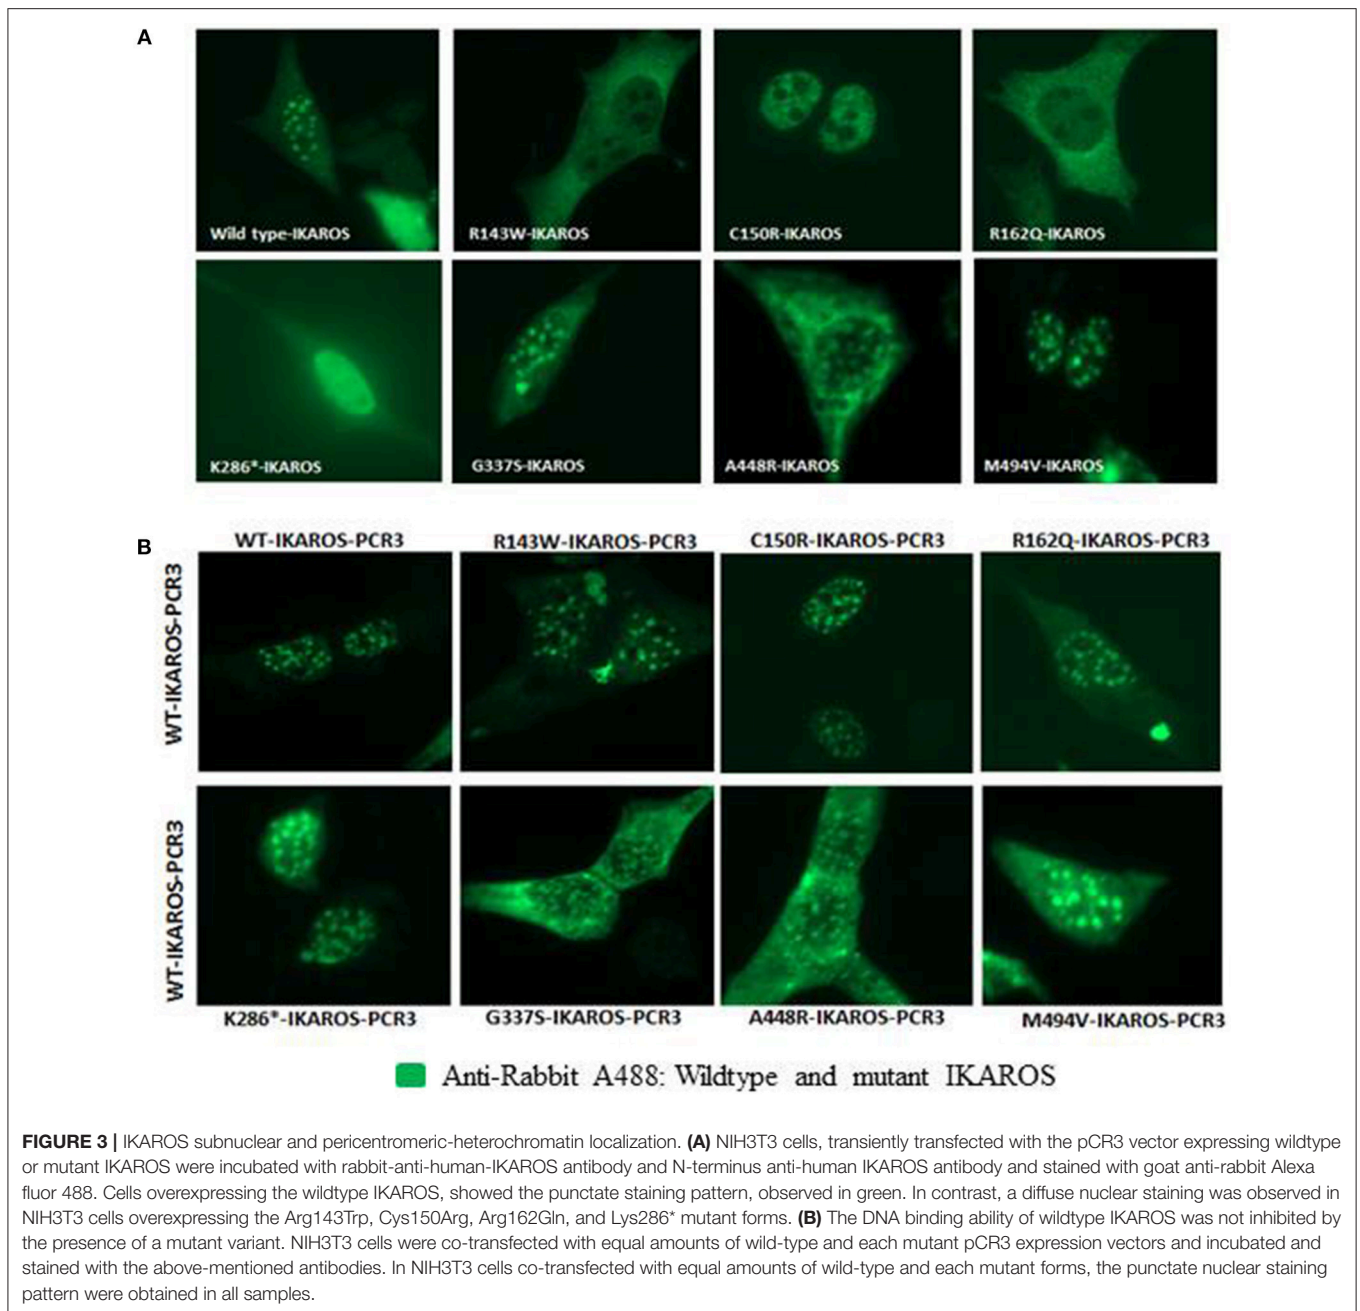 A
Wild type-IKAROS
R143W-IKAROS
C150R-IKAROS
R162Q-IKAROS
K286*-IKAROS
G337S-IKAROS
A448R-IKAROS
M494V-IKAROS
B
WT-IKAROS-PCR3
R143W-IKAROS-PCR3
C150R-IKAROS-PCR3
R162Q-IKAROS-PCR3
WT-IKAROS-PCR3
WT-IKAROS-PCR3
K286*-IKAROS-PCR3
G337S-IKAROS-PCR3
A448R-IKAROS-PCR3
M494V-IKAROS-PCR3
Anti-Rabbit A488: Wildtype and mutant IKAROS
FIGURE 3 | IKAROS subnuclear and pericentromeric-heterochromatin localization. (A) NIH3T3 cells, transiently transfected with the pCR3 vector expressing wildtype
or mutant IKAROS were incubated with rabbit-anti-human-IKAROS antibody and N-terminus anti-human IKAROS antibody and stained with goat anti-rabbit Alexa
fluor 488. Cells overexpressing the wildtype IKAROS, showed the punctate staining pattern, observed in green. In contrast, a diffuse nuclear staining was observed in
NIH3T3 cells overexpressing the Arg143Trp, Cys150Arg, Arg162Gln, and Lys286* mutant forms. (B) The DNA binding ability of wildtype IKAROS was not inhibited by
the presence of a mutant variant. NIH3T3 cells were co-transfected with equal amounts of wild-type and each mutant pCR3 expression vectors and incubated and
stained with the above-mentioned antibodies. In NIH3T3 cells co-transfected with equal amounts of wild-type and each mutant forms, the punctate nuclear staining
pattern were obtained in all samples.